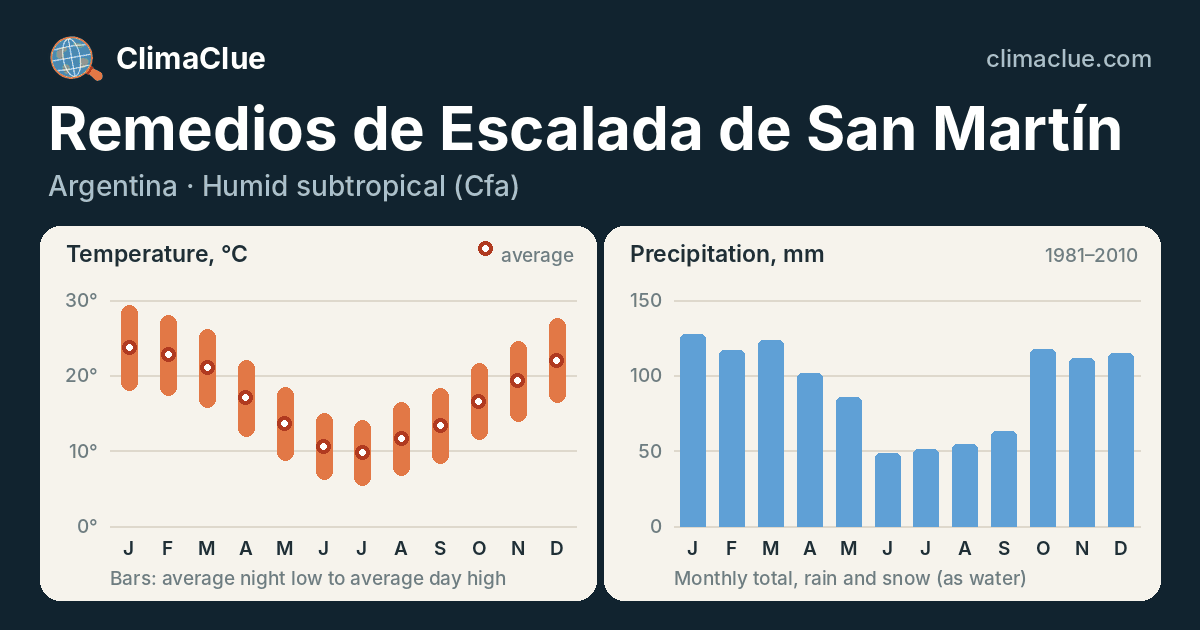 ClimaClue
climaclue.com
Remedios de Escalada de San Martín
Argentina · Humid subtropical (Cfa)
Temperature, °C
average
30°
20°
10°
0°
J F M A M J J A S O N D
Bars: average night low to average day high
Precipitation, mm
1981–2010
150
100
50
0
J F M A M J J A S O N D
Monthly total, rain and snow (as water)